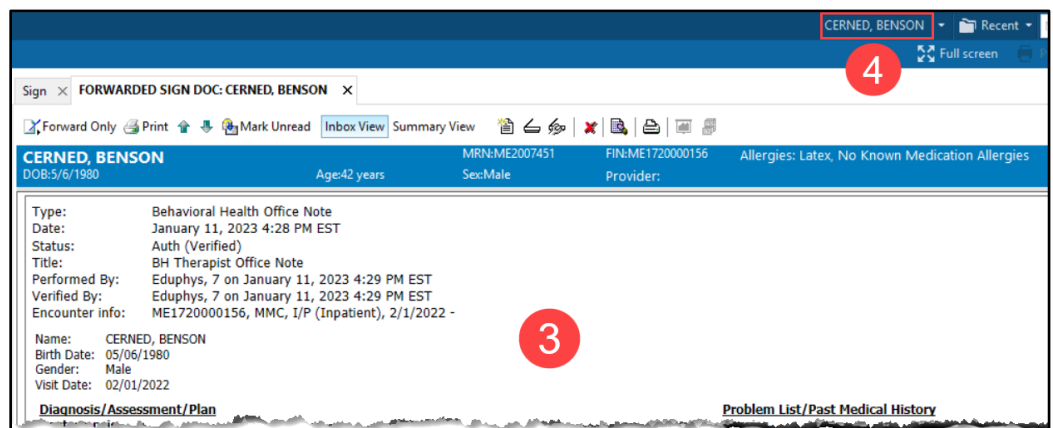 CERNED, BENSON Recent
4
Full screen
Sign × FORWARDED SIGN DOC: CERNED, BENSON ×
Forward Only Print Mark Unread Inbox View Summary View
CERNED, BENSON MRN:ME2007451 FIN:ME1720000156 Allergies: Latex, No Known Medication Allergies
DOB:5/6/1980 Age:42 years Sex:Male Provider:
Type: Behavioral Health Office Note
Date: January 11, 2023 4:28 PM EST
Status: Auth (Verified)
Title: BH Therapist Office Note
Performed By: Eduphys, 7 on January 11, 2023 4:29 PM EST
Verified By: Eduphys, 7 on January 11, 2023 4:29 PM EST
Encounter info: ME1720000156, MMC, I/P (Inpatient), 2/1/2022 -
3
Name: CERNED, BENSON
Birth Date: 05/06/1980
Gender: Male
Visit Date: 02/01/2022
Diagnosis/Assessment/Plan Problem List/Past Medical History